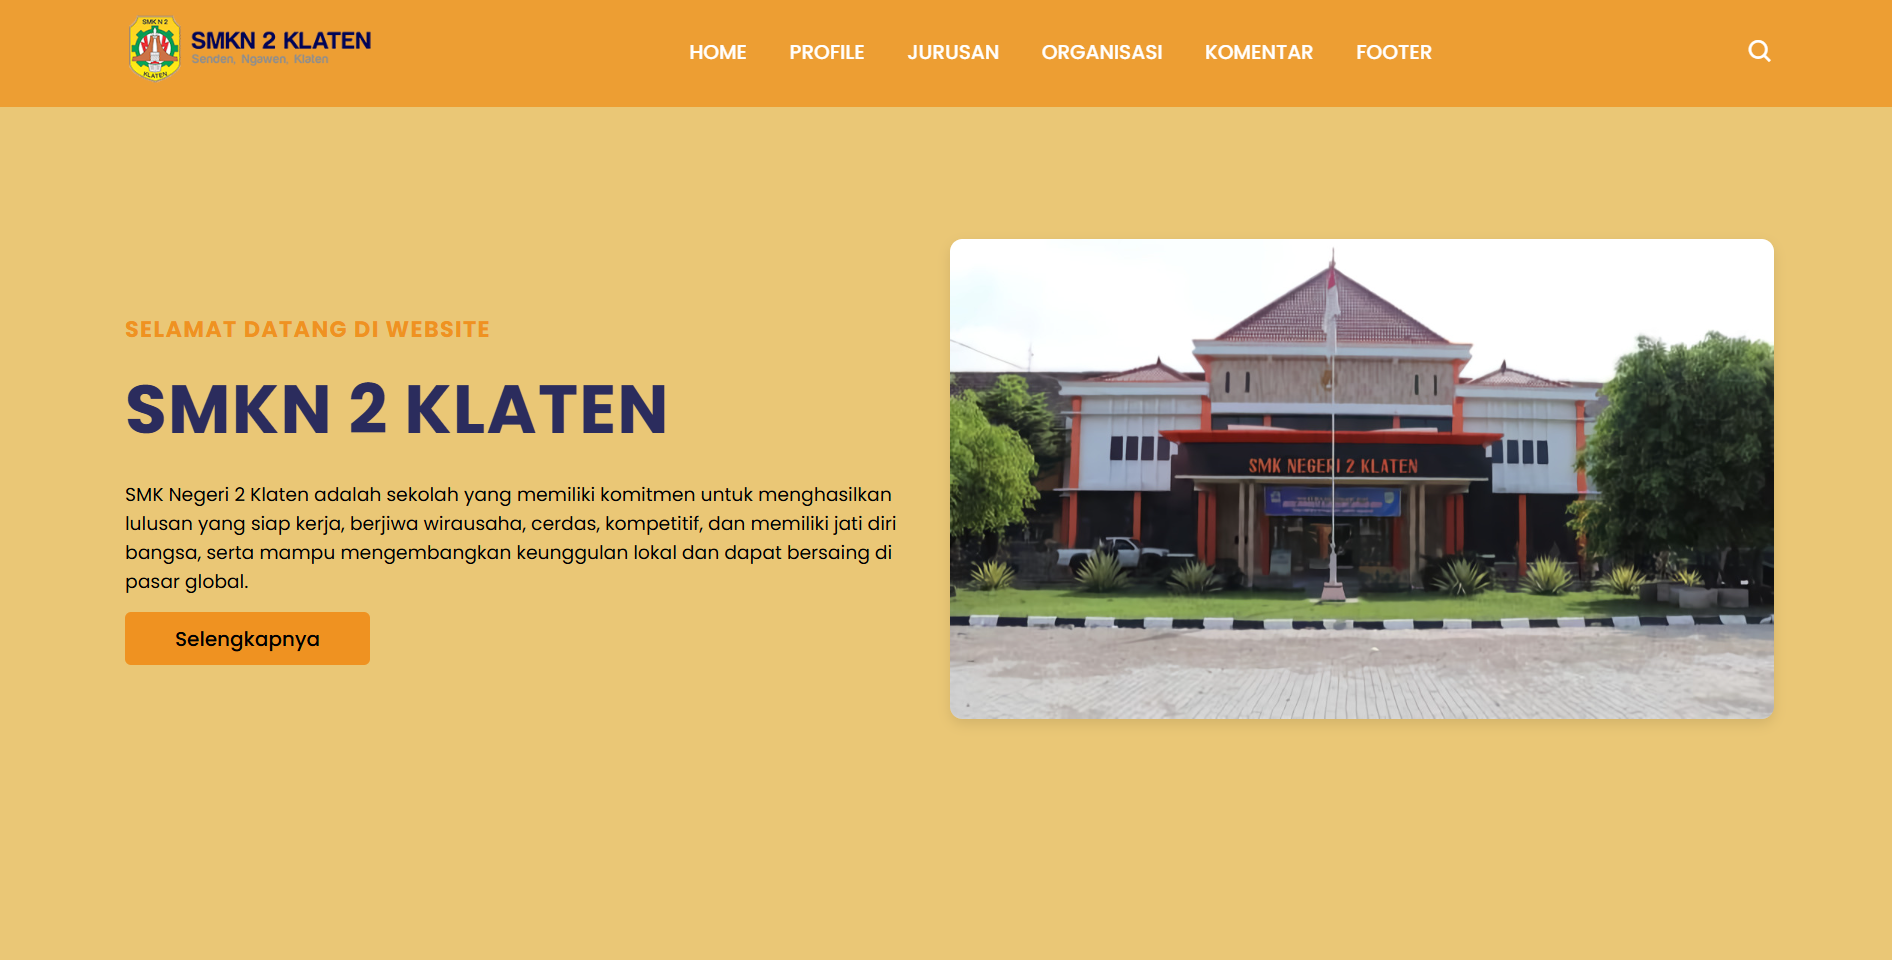 SMK N 2
KLATEN
SMKN 2 KLATEN
Senden, Ngawen, Klaten
HOME
PROFILE
JURUSAN
ORGANISASI
KOMENTAR
FOOTER
SELAMAT DATANG DI WEBSITE
SMKN 2 KLATEN
SMK Negeri 2 Klaten adalah sekolah yang memiliki komitmen untuk menghasilkan
lulusan yang siap kerja, berjiwa wirausaha, cerdas, kompetitif, dan memiliki jati diri
bangsa, serta mampu mengembangkan keunggulan lokal dan dapat bersaing di
pasar global.
Selengkapnya
SMK NEGERI 2 KLATEN